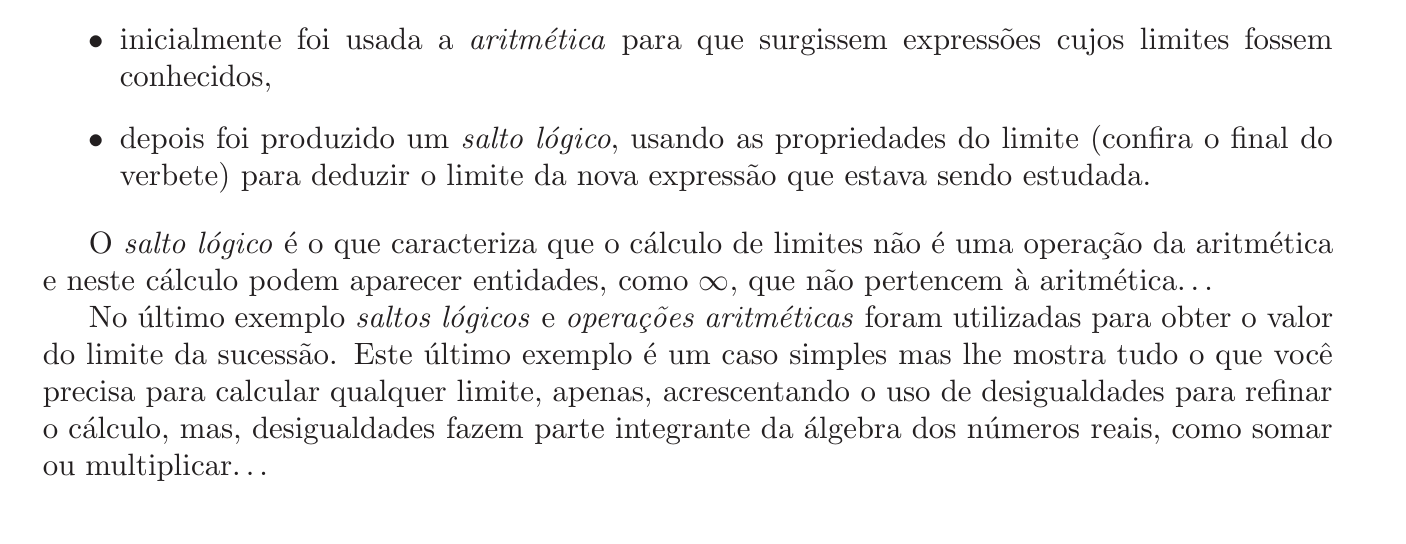 • inicialmente foi usada a aritmética para que surgissem expressões cujos limites fossem
conhecidos,
• depois foi produzido um salto lógico, usando as propriedades do limite (confira o final do
verbete) para deduzir o limite da nova expressão que estava sendo estudada.
O salto lógico é o que caracteriza que o cálculo de limites não é uma operação da aritmética
e neste cálculo podem aparecer entidades, como ∞, que não pertencem à aritmética...
No último exemplo saltos lógicos e operações aritméticas foram utilizadas para obter o valor
do limite da sucessão. Este último exemplo é um caso simples mas lhe mostra tudo o que você
precisa para calcular qualquer limite, apenas, acrescentando o uso de desigualdades para refinar
o cálculo, mas, desigualdades fazem parte integrante da álgebra dos números reais, como somar
ou multiplicar...